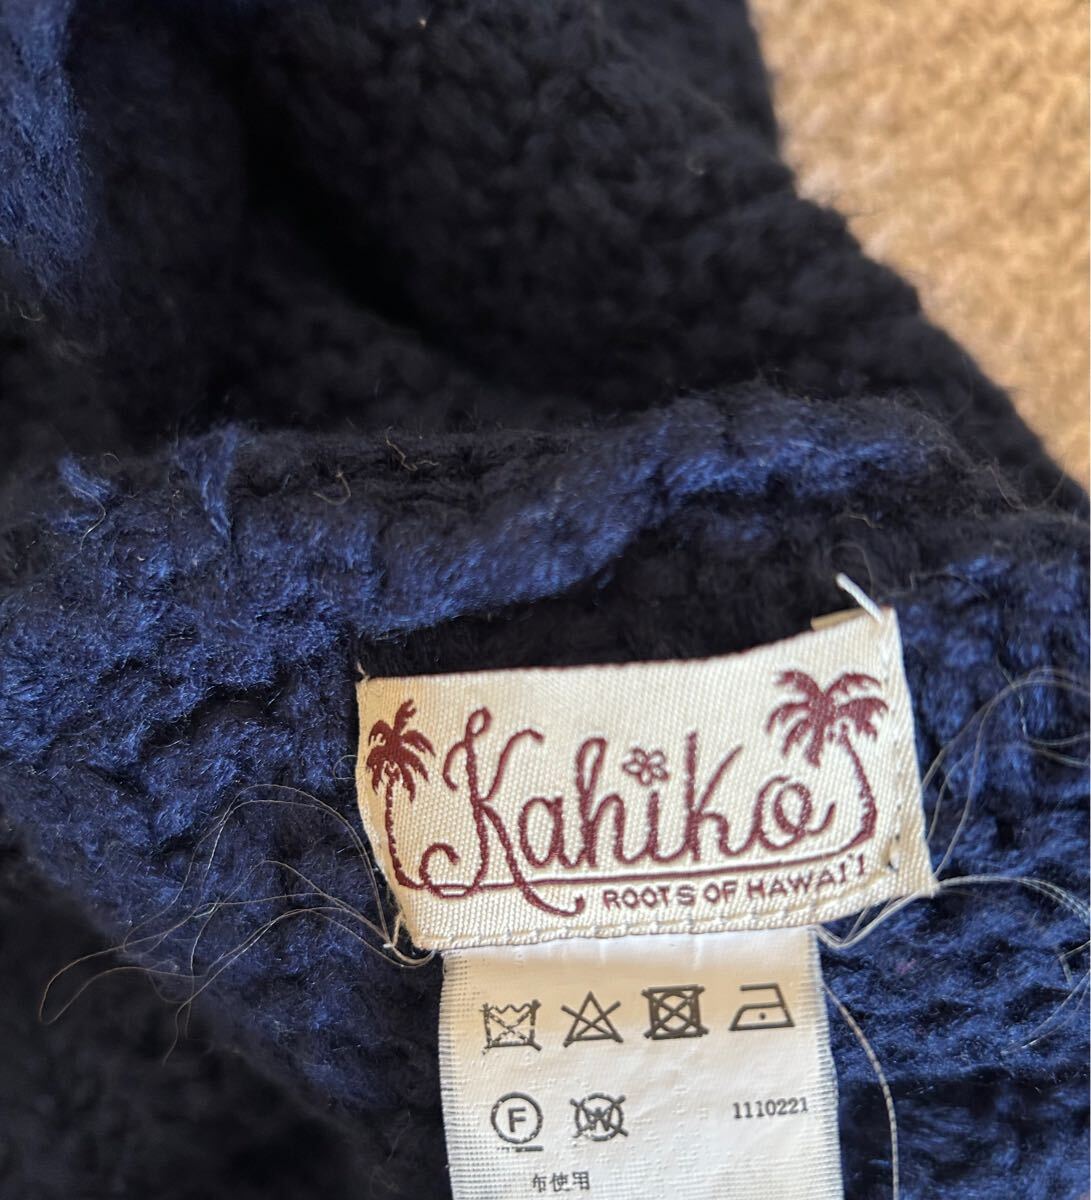 Kahiko
ROOTS OF HAWAI'I
F W 1110221
布使用